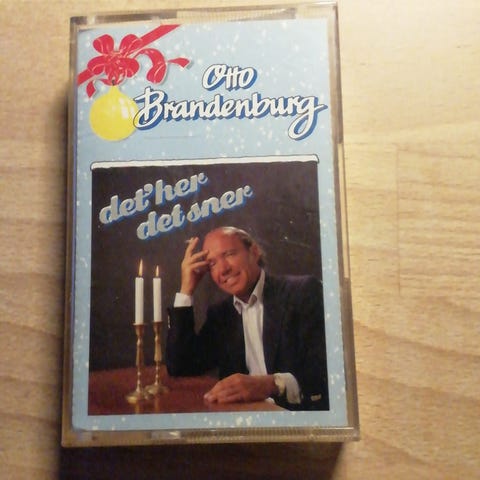 Otto
Brandenburg
det' her
det sner